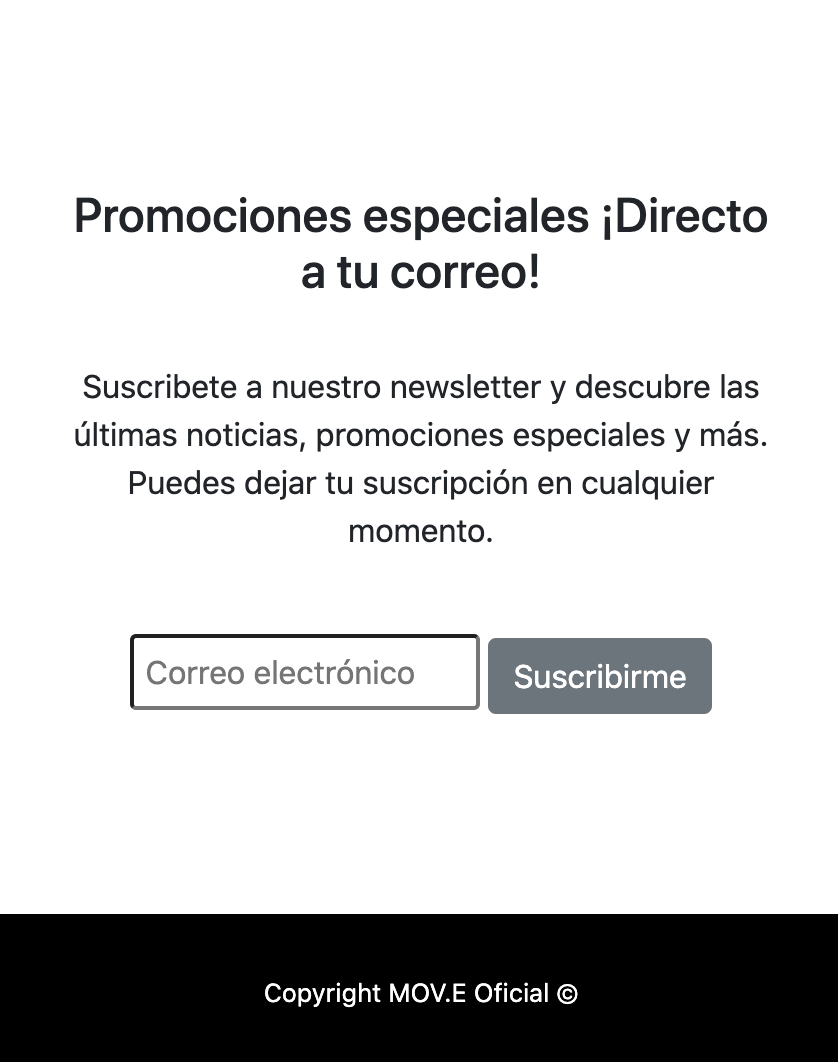 Promociones especiales ¡Directo
a tu correo!
Suscribete a nuestro newsletter y descubre las
últimas noticias, promociones especiales y más.
Puedes dejar tu suscripción en cualquier
momento.
Correo electrónico
Suscribirme
Copyright MOV.E Oficial ©